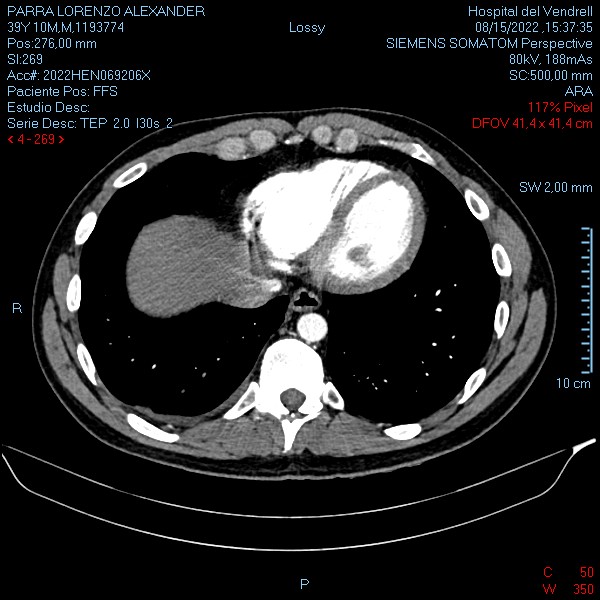 PARRA LORENZO ALEXANDER
39Y 10M,M,1193774
Pos:276,00 mm
SI:269
Acc#: 2022HEN069206X
Paciente Pos: FFS
Estudio Desc:
Serie Desc: TEP 2.0 I30s 2
< 4 - 269 >
Lossy
Hospital del Vendrell
08/15/2022 ,15:37:35
SIEMENS SOMATOM Perspective
80kV, 188mAs
SC:500,00 mm
ARA
117% Pixel
DFOV 41,4 x 41,4 cm
SW 2,00 mm
R
10 cm
P
C 50
W 350